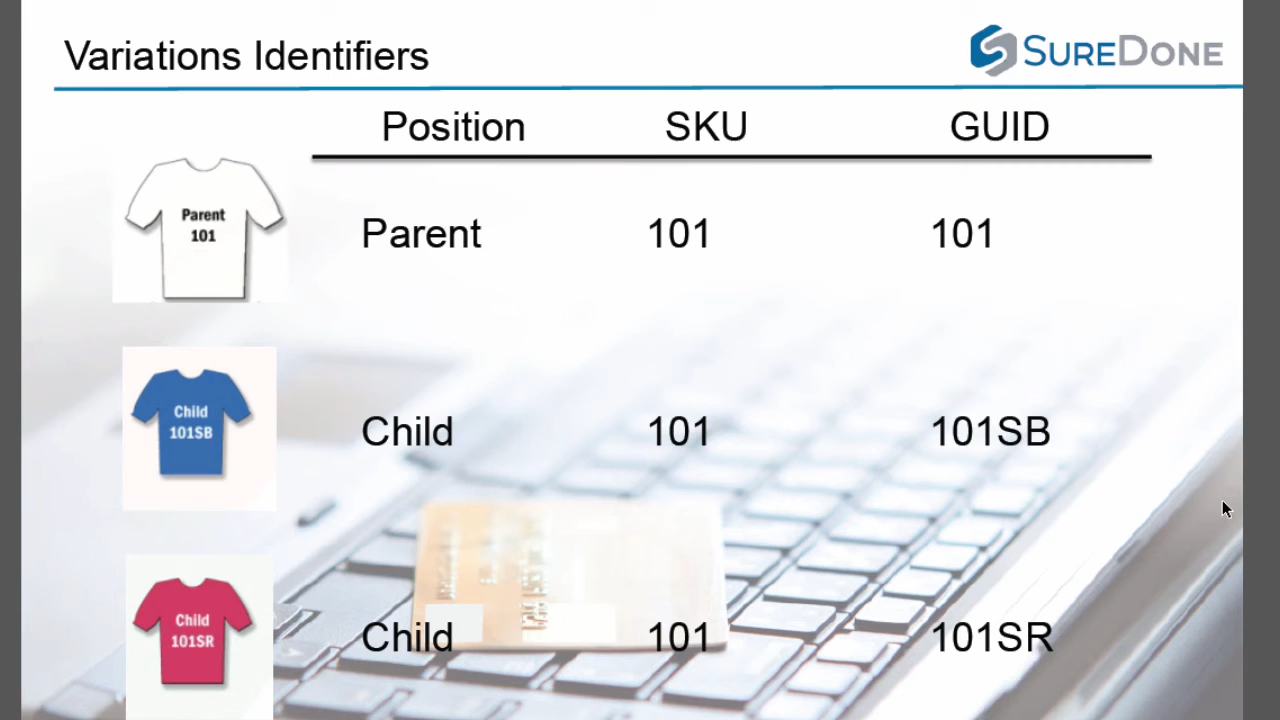 Variations Identifiers
SUREDONE
Position SKU GUID
Parent
101
Parent 101 101
Child
101SB
Child 101 101SB
Child
101SR
Child 101 101SR